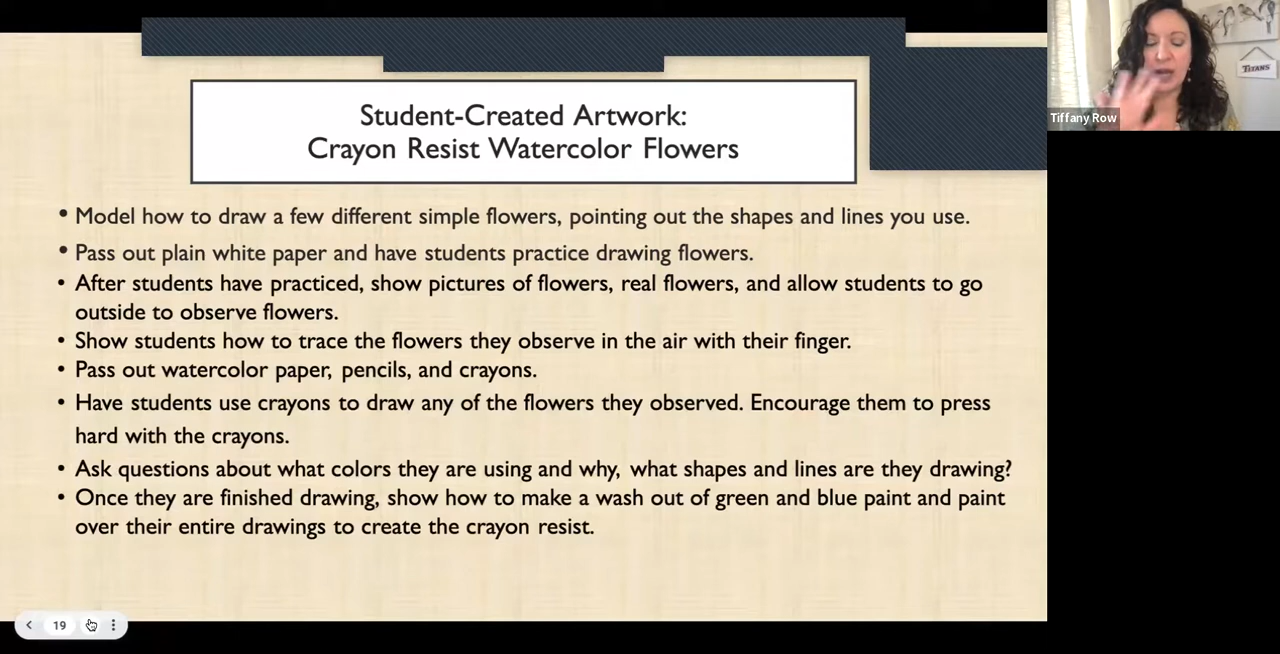 Student-Created Artwork:
Crayon Resist Watercolor Flowers
• Model how to draw a few different simple flowers, pointing out the shapes and lines you use.
• Pass out plain white paper and have students practice drawing flowers.
• After students have practiced, show pictures of flowers, real flowers, and allow students to go
outside to observe flowers.
• Show students how to trace the flowers they observe in the air with their finger.
• Pass out watercolor paper, pencils, and crayons.
• Have students use crayons to draw any of the flowers they observed. Encourage them to press
hard with the crayons.
• Ask questions about what colors they are using and why, what shapes and lines are they drawing?
• Once they are finished drawing, show how to make a wash out of green and blue paint and paint
over their entire drawings to create the crayon resist.
TITANS
Tiffany Row
19